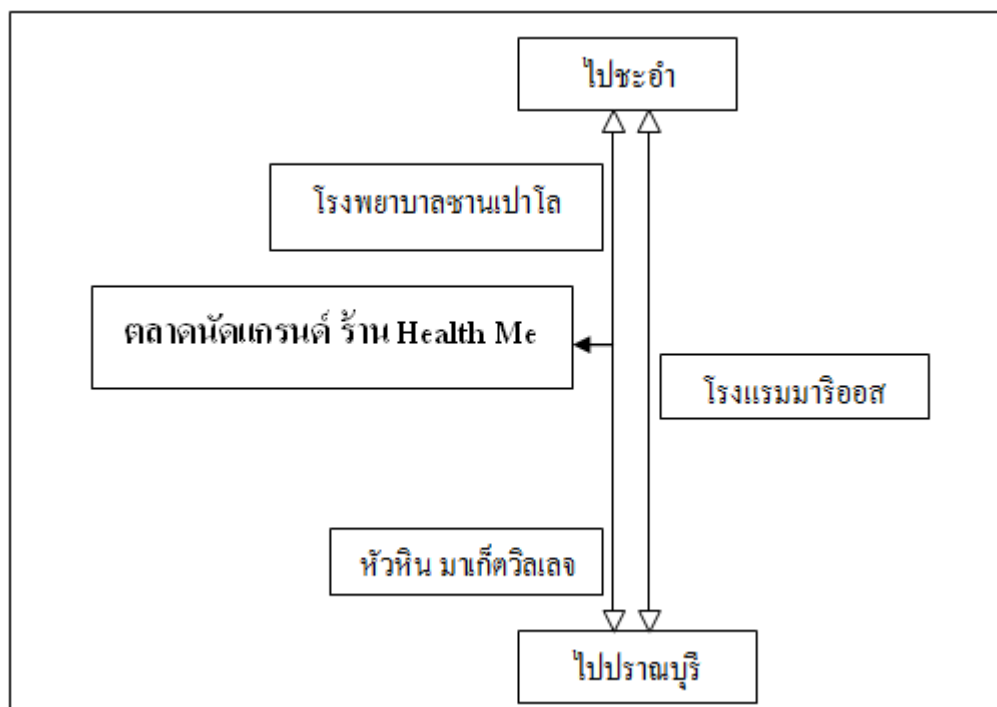 ไปชะอำ
โรงพยาบาลซานเปาโล
ตลาดนัดแกรนด์ ร้าน Health Me
โรงแรมมาริออส
หัวหิน มาเก็ตวิลเลจ
ไปปราณบุรี